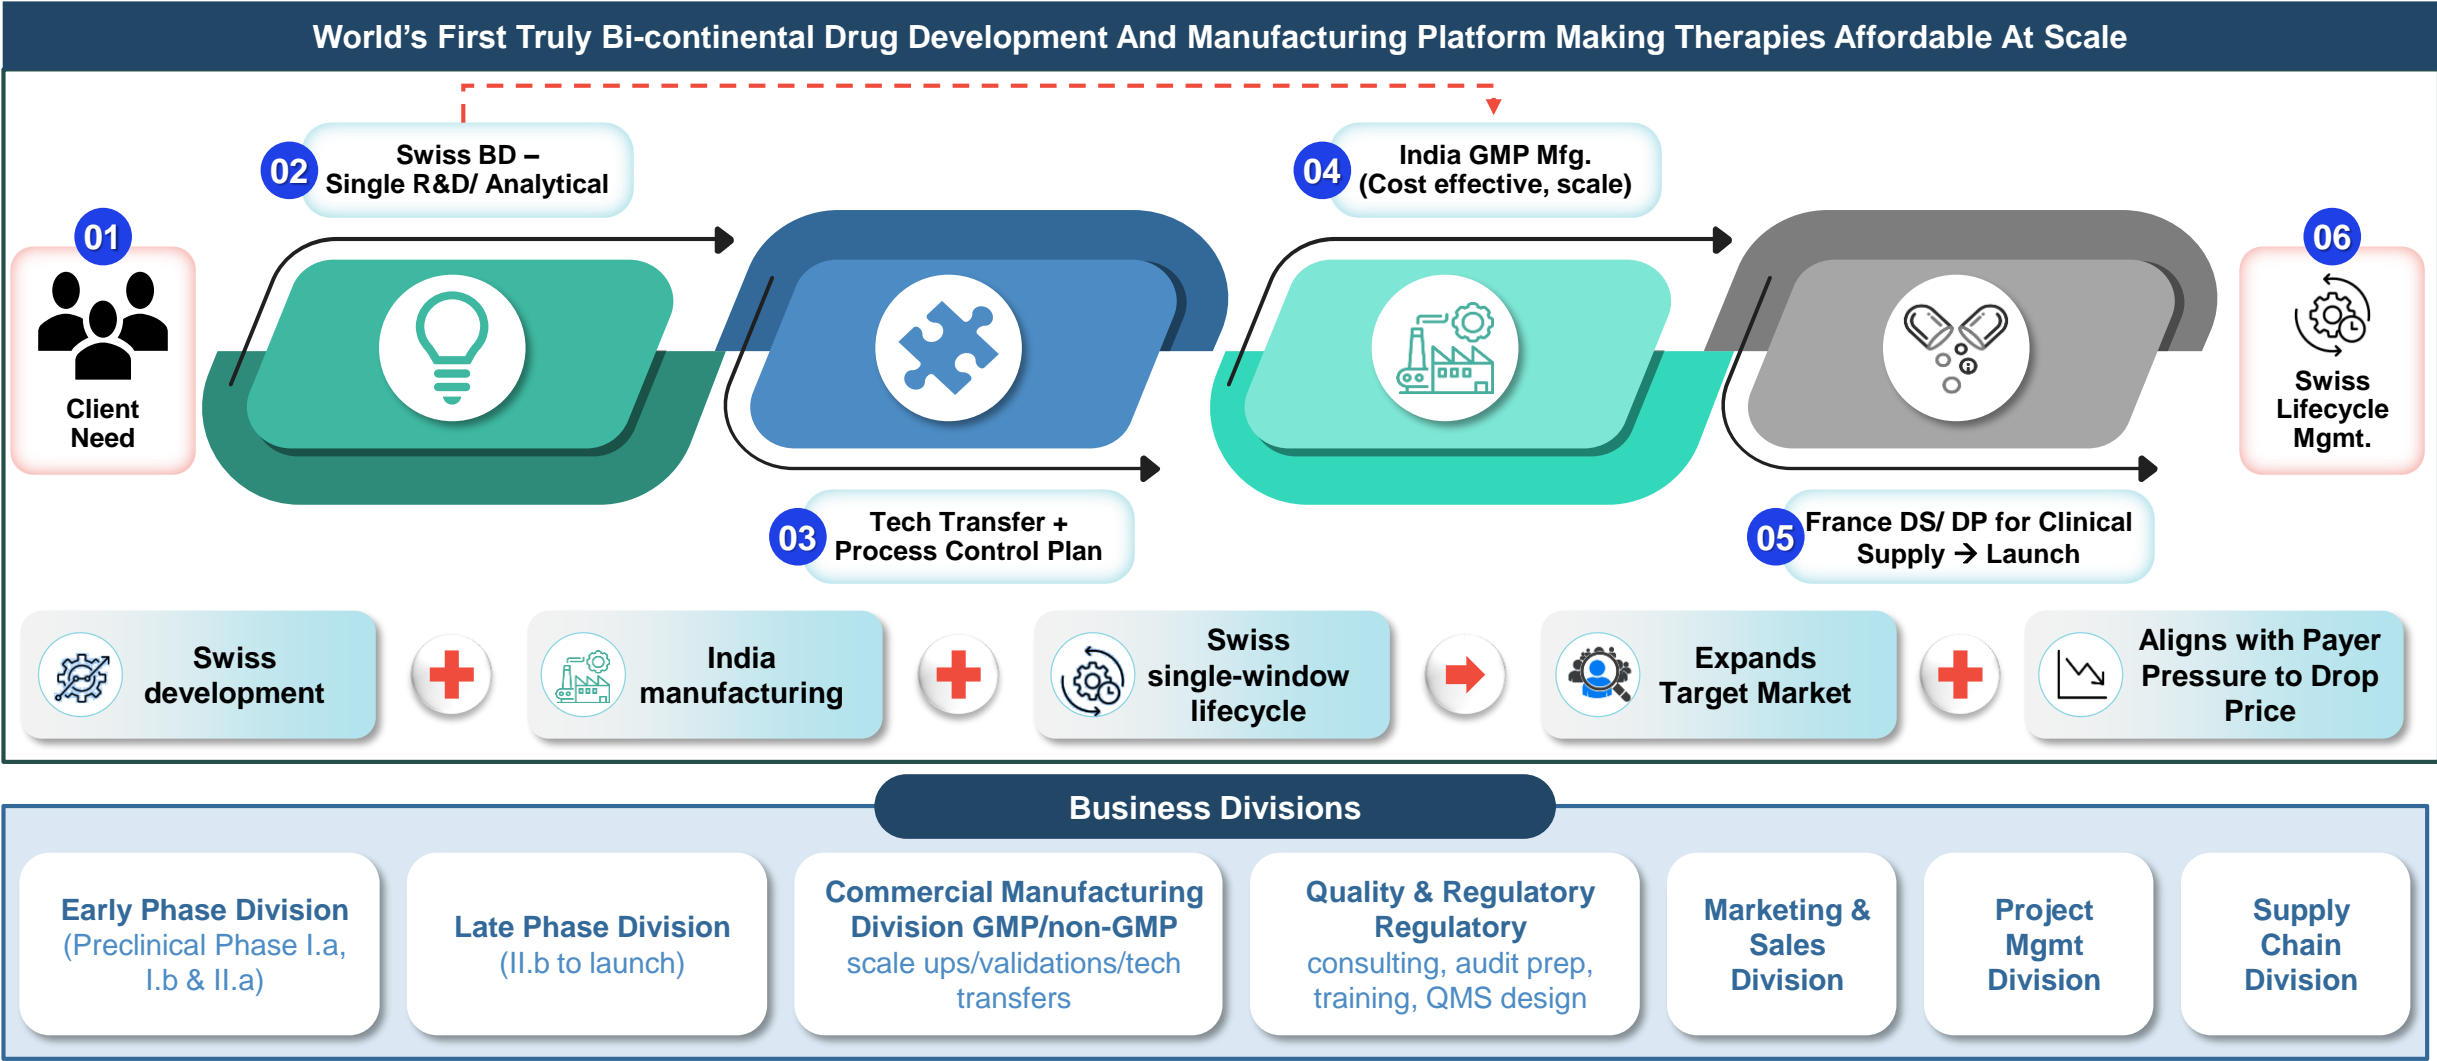 World’s First Truly Bi-continental Drug Development And Manufacturing Platform Making Therapies Affordable At Scale
01
Client
Need
02
Swiss BD –
Single R&D/ Analytical
03
Tech Transfer +
Process Control Plan
04
India GMP Mfg.
(Cost effective, scale)
05
France DS/ DP for Clinical
Supply → Launch
06
Swiss
Lifecycle
Mgmt.
Swiss
development
India
manufacturing
Swiss
single-window
lifecycle
Expands
Target Market
Aligns with Payer
Pressure to Drop
Price
Business Divisions
Early Phase Division
(Preclinical Phase I.a,
I.b & II.a)
Late Phase Division
(II.b to launch)
Commercial Manufacturing
Division GMP/non-GMP
scale ups/validations/tech
transfers
Quality & Regulatory
Regulatory
consulting, audit prep,
training, QMS design
Marketing &
Sales
Division
Project
Mgmt
Division
Supply
Chain
Division